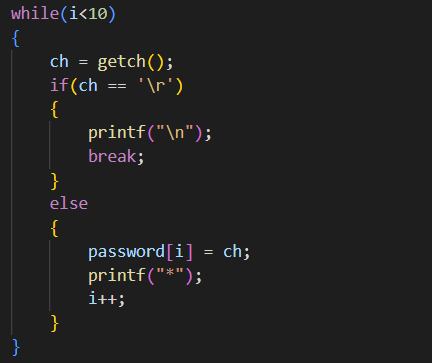 while(i<10)
{
    ch = getch();
    if(ch == '\r')
    {
        printf("\n");
        break;
    }
    else
    {
        password[i] = ch;
        printf("*");
        i++;
    }
}